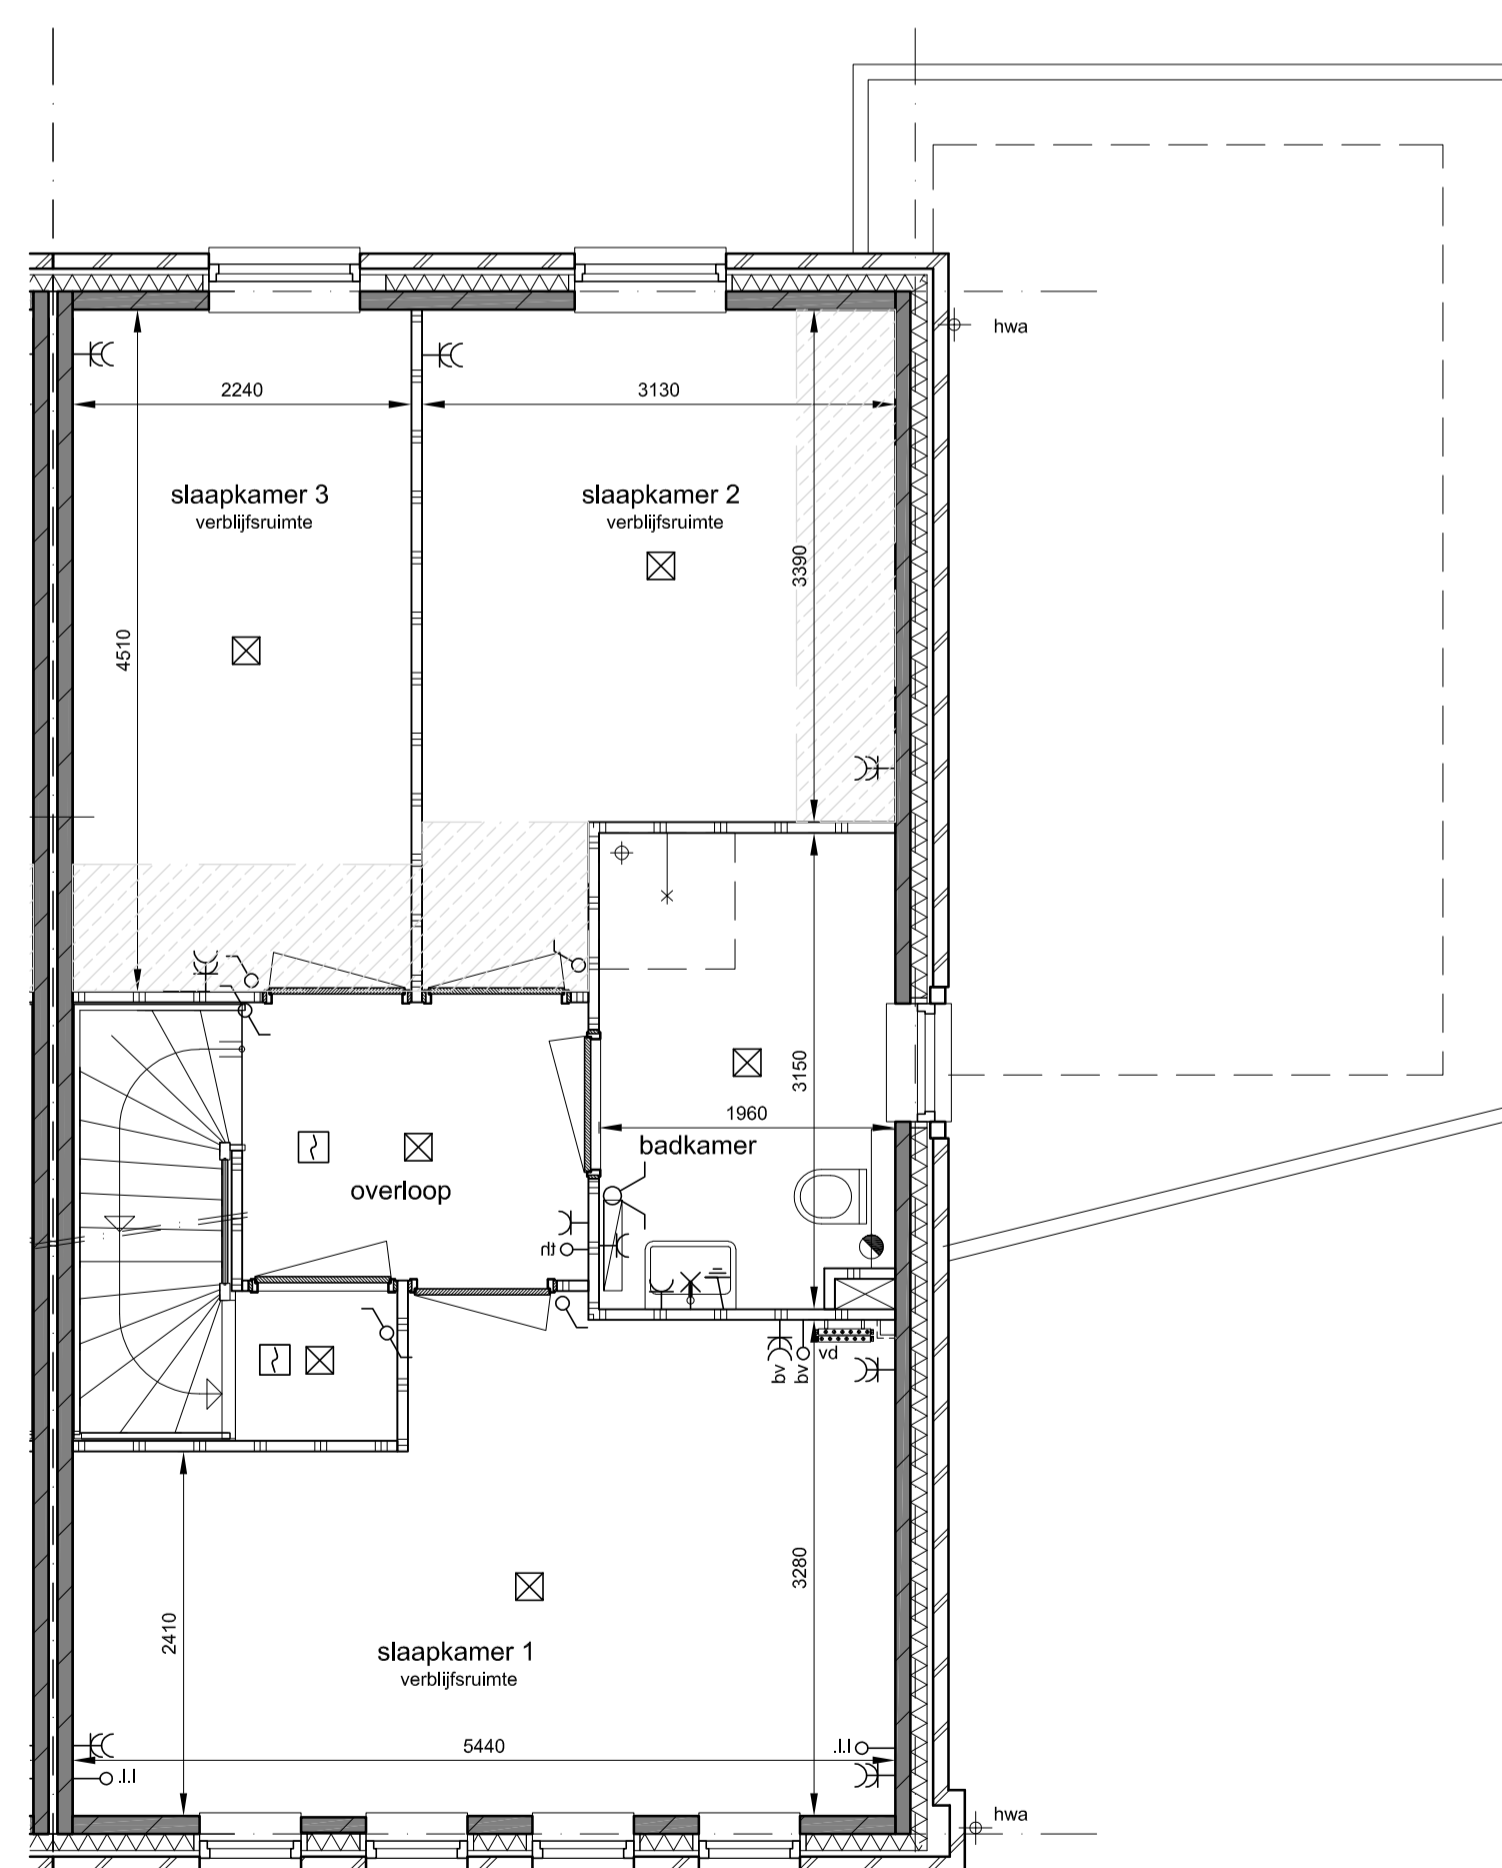 hwa
2240
3130
slaapkamer 3
verblijfsruimte
slaapkamer 2
verblijfsruimte
3390
4510
3150
1960
badkamer
overloop
bv
bv
vd
3280
2410
slaapkamer 1
verblijfsruimte
5440
hwa